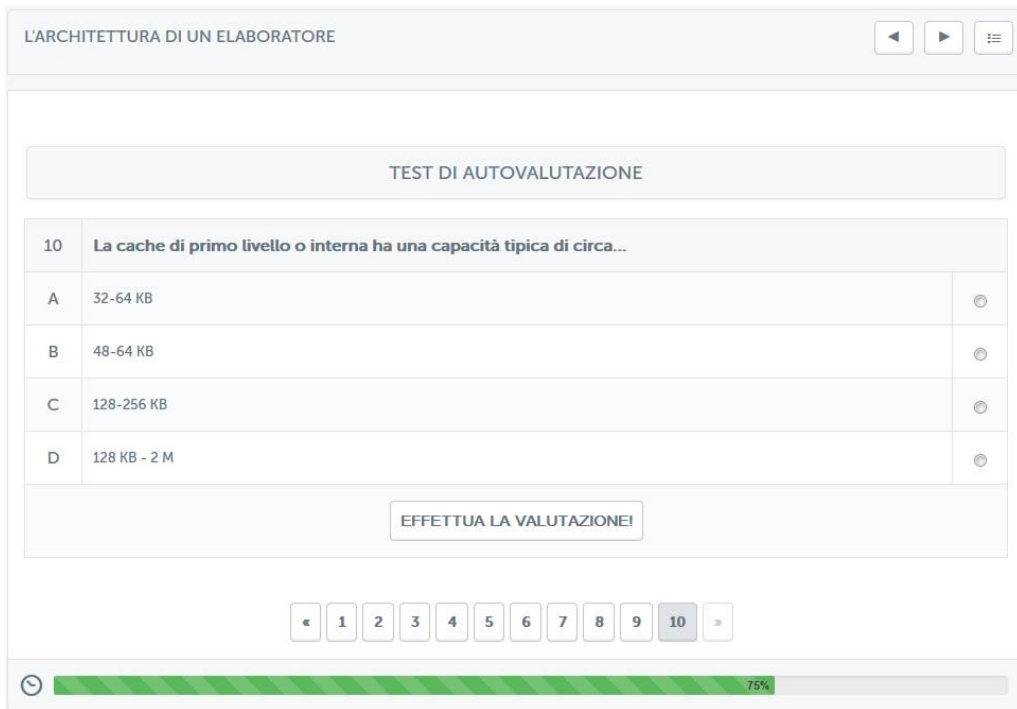 L'ARCHITETTURA DI UN ELABORATORE
TEST DI AUTOVALUTAZIONE
10 La cache di primo livello o interna ha una capacità tipica di circa...
A 32-64 KB
B 48-64 KB
C 128-256 KB
D 128 KB - 2 M
EFFETTUA LA VALUTAZIONE!
« 1 2 3 4 5 6 7 8 9 10 »
75%